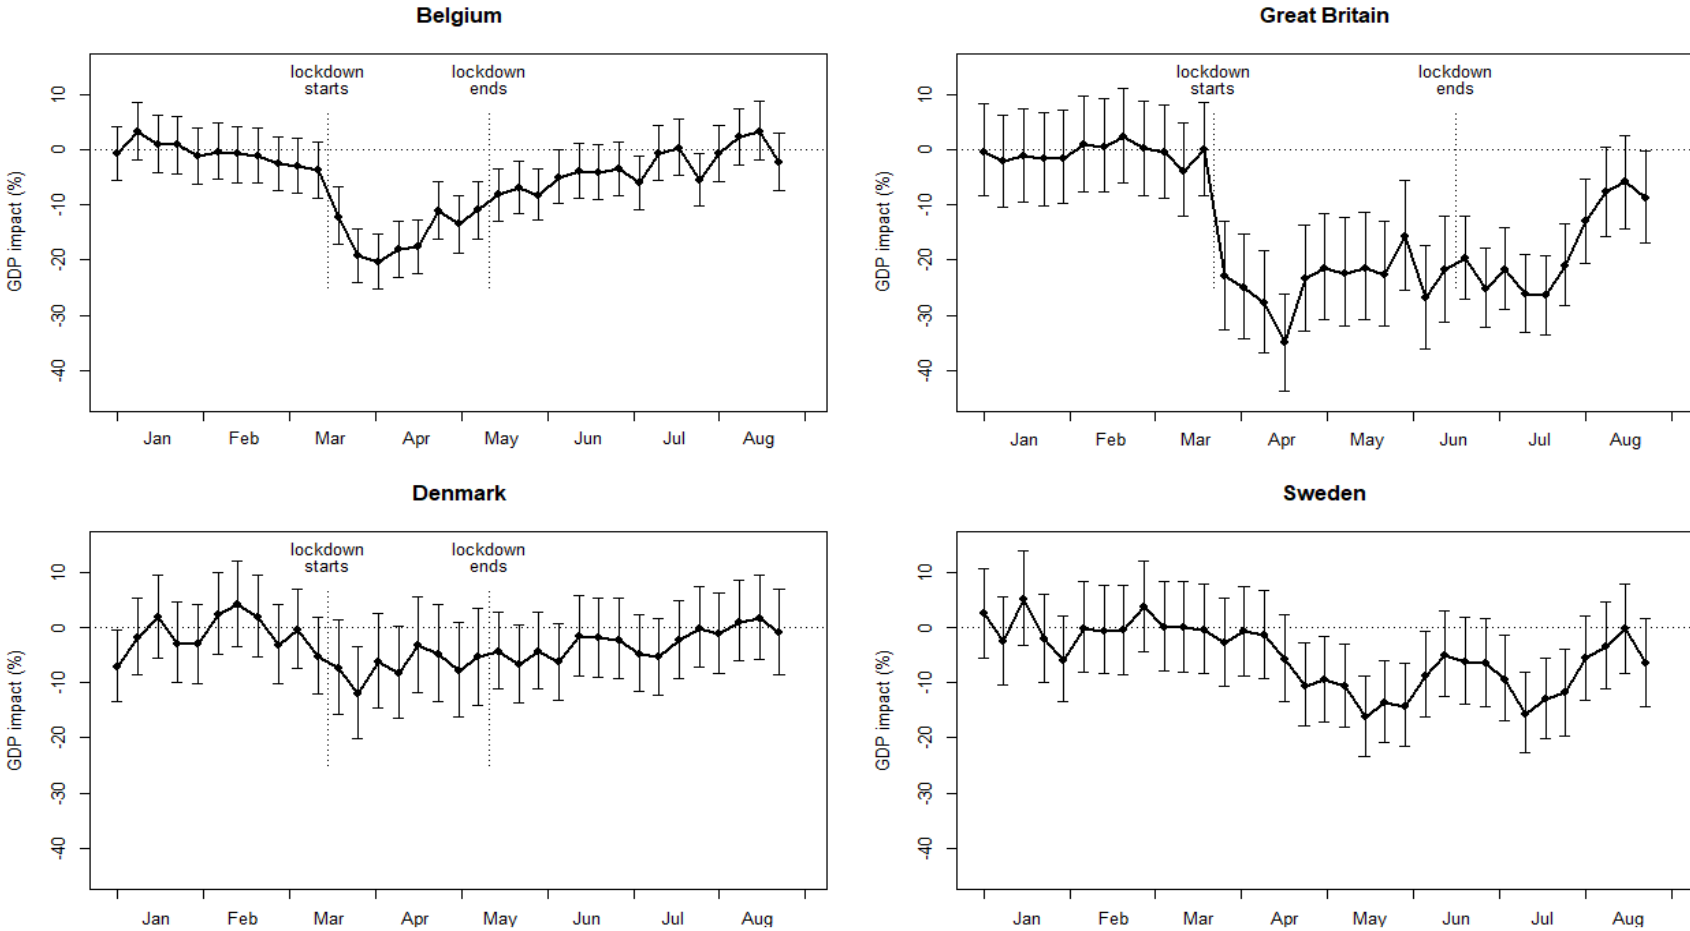 Belgium
lockdown
starts
lockdown
ends
GDP impact (%)
10
0
-10
-20
-30
-40
Jan
Feb
Mar
Apr
May
Jun
Jul
Aug
Great Britain
lockdown
starts
lockdown
ends
GDP impact (%)
10
0
-10
-20
-30
-40
Jan
Feb
Mar
Apr
May
Jun
Jul
Aug
Denmark
lockdown
starts
lockdown
ends
GDP impact (%)
10
0
-10
-20
-30
-40
Jan
Feb
Mar
Apr
May
Jun
Jul
Aug
Sweden
GDP impact (%)
10
0
-10
-20
-30
-40
Jan
Feb
Mar
Apr
May
Jun
Jul
Aug